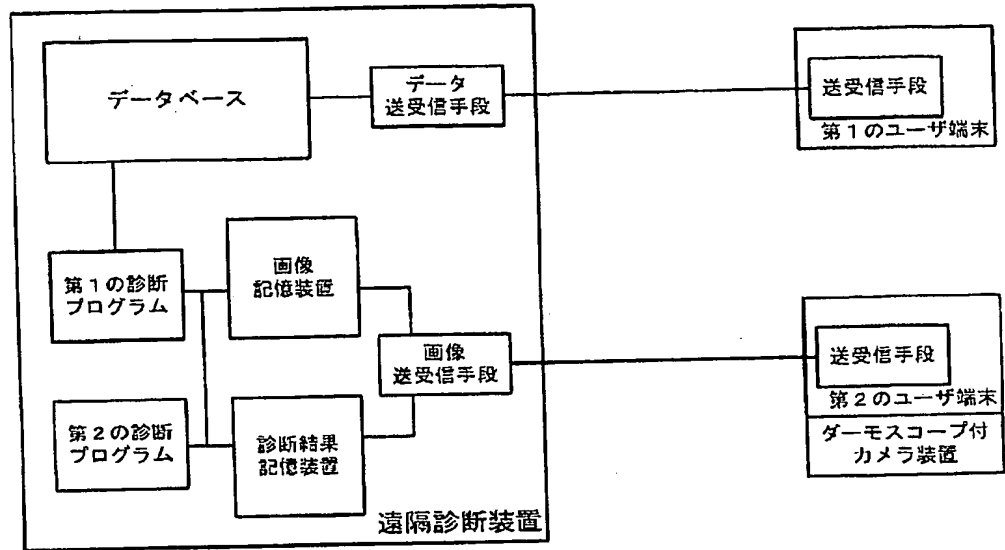 データベース
データ
送受信手段
送受信手段
第1のユーザ端末
第1の診断
プログラム
画像
記憶装置
画像
送受信手段
送受信手段
第2のユーザ端末
ダーモスコープ付
カメラ装置
第2の診断
プログラム
診断結果
記憶装置
遠隔診断装置